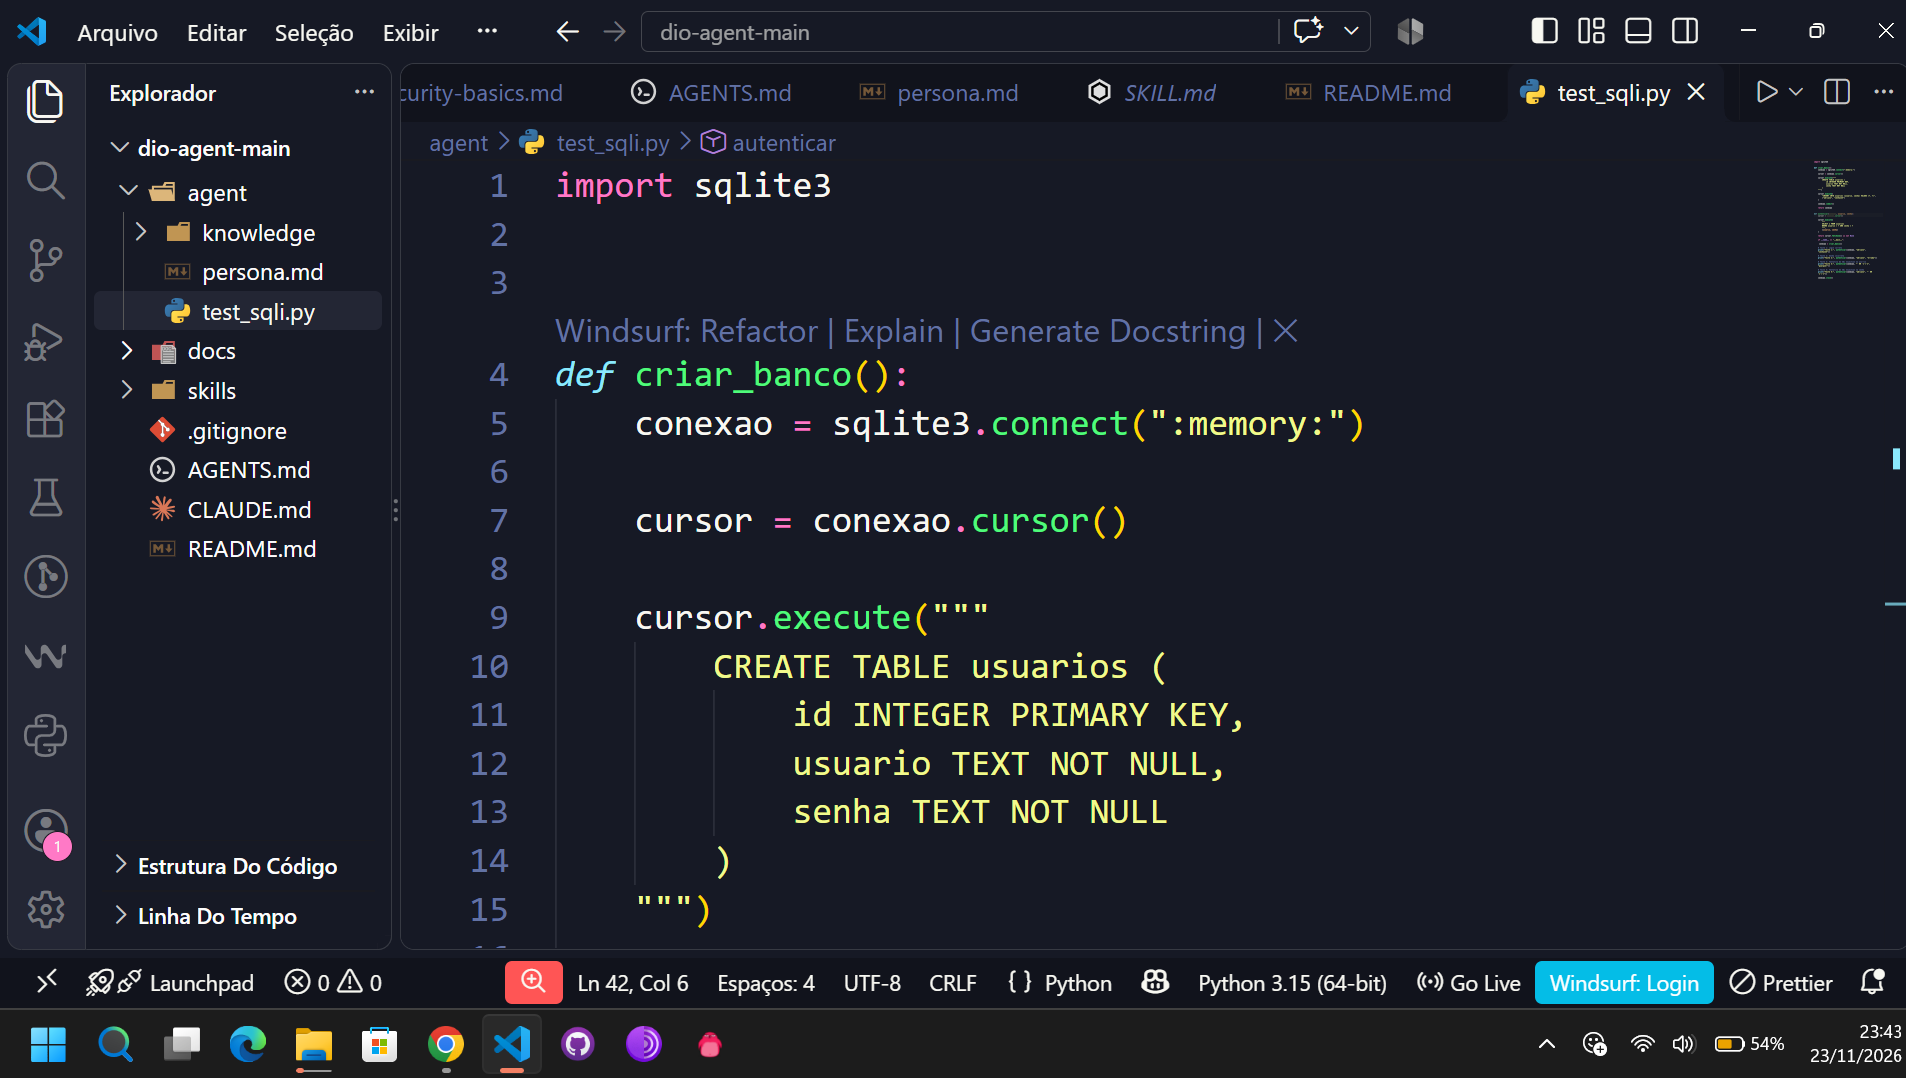 Arquivo Editar Seleção Exibir ··· dio-agent-main
Explorador ···
dio-agent-main
agent
knowledge
persona.md
test_sqli.py
docs
skills
.gitignore
AGENTS.md
CLAUDE.md
README.md
Estrutura Do Código
Linha Do Tempo
1
curity-basics.md AGENTS.md persona.md SKILL.md README.md test_sqli.py
agent > test_sqli.py > autenticar
1 import sqlite3
2
3
Windsurf: Refactor | Explain | Generate Docstring | ×
4 def criar_banco():
5 conexao = sqlite3.connect(":memory:")
6
7 cursor = conexao.cursor()
8
9 cursor.execute("""
10 CREATE TABLE usuarios (
11 id INTEGER PRIMARY KEY,
12 usuario TEXT NOT NULL,
13 senha TEXT NOT NULL
14 )
15 """)
Launchpad 0 0 Ln 42, Col 6 Espaços: 4 UTF-8 CRLF {} Python Python 3.15 (64-bit) Go Live Windsurf: Login Prettier
54% 23:43
23/11/2026